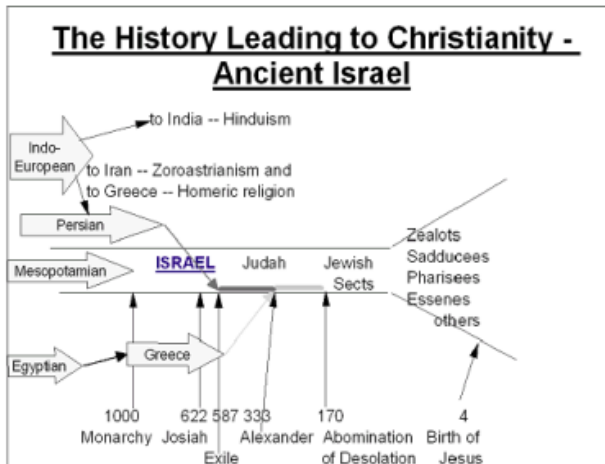 The History Leading to Christianity -
Ancient Israel
to India -- Hinduism
Indo-
European
to Iran -- Zoroastrianism and
to Greece -- Homeric religion
Persian
Mesopotamian
ISRAEL
Judah
Jewish
Sects
Zealots
Sadducees
Pharisees
Essenes
others
Egyptian
Greece
1000
622
587
333
170
4
Monarchy
Josiah
Exile
Alexander
Abomination
of Desolation
Birth of
Jesus